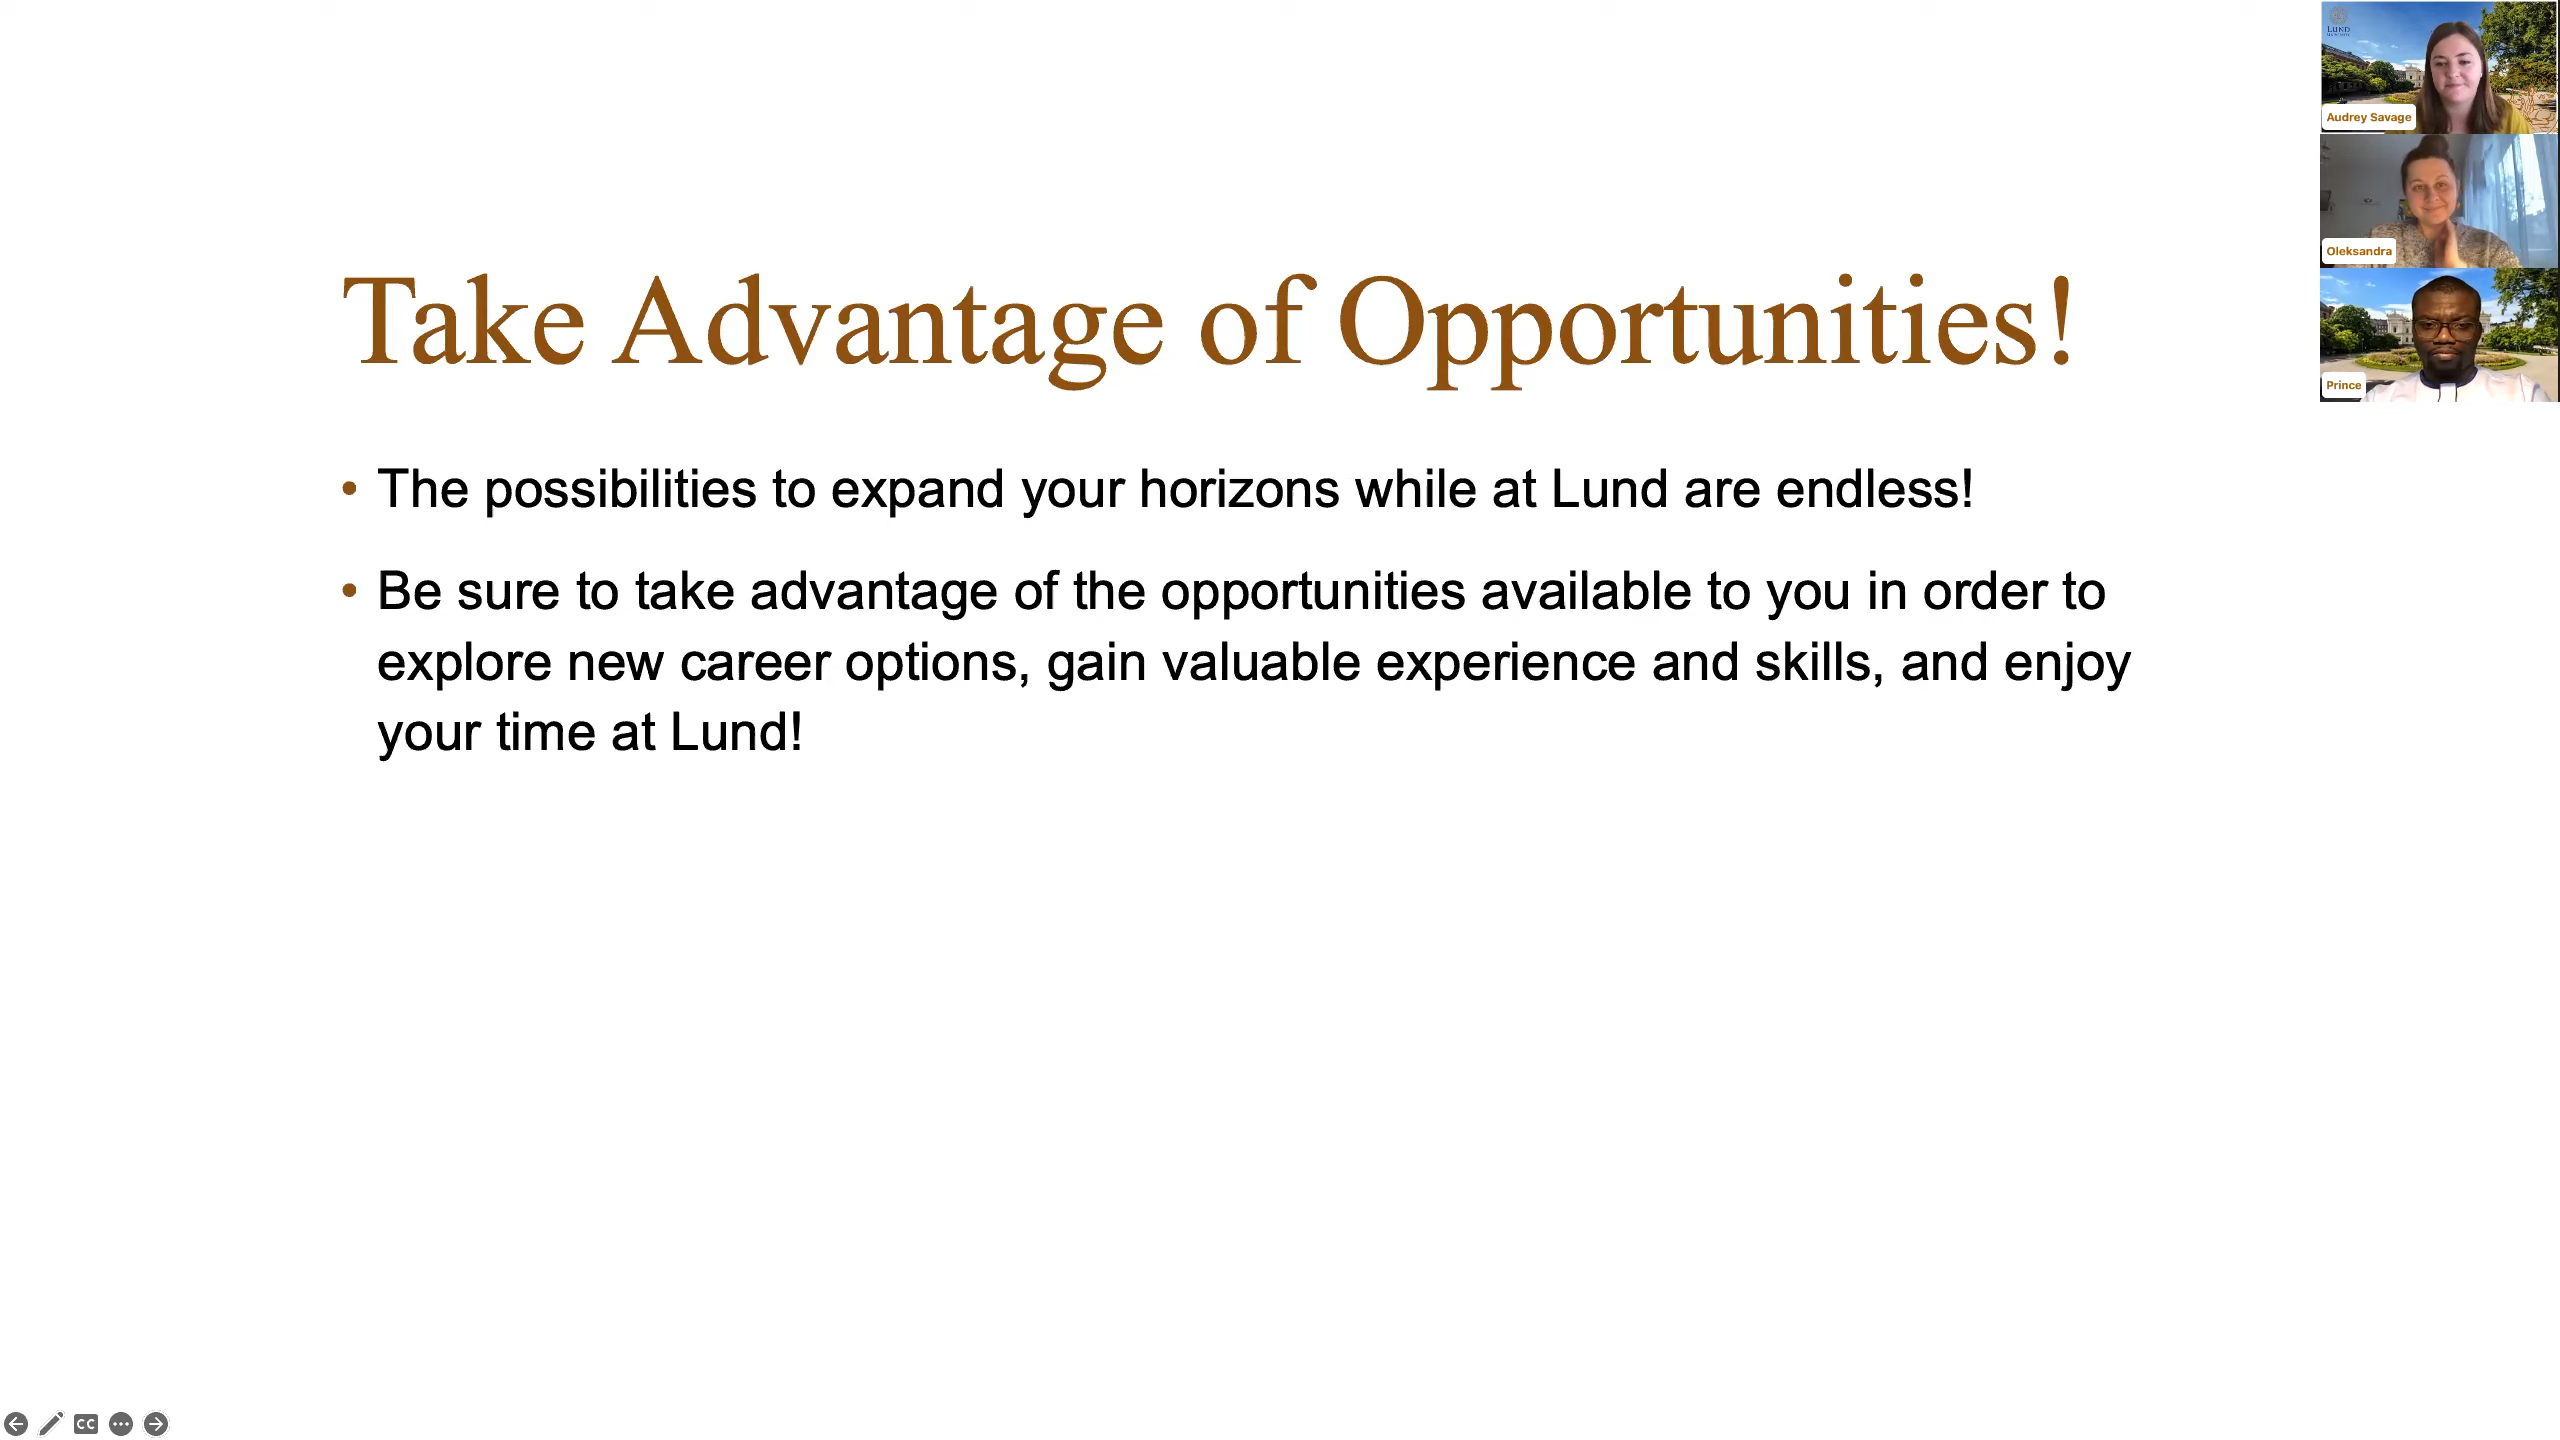 LUND
Audrey Savage
Oleksandra
Prince
Take Advantage of Opportunities!
• The possibilities to expand your horizons while at Lund are endless!
• Be sure to take advantage of the opportunities available to you in order to
explore new career options, gain valuable experience and skills, and enjoy
your time at Lund!
CC